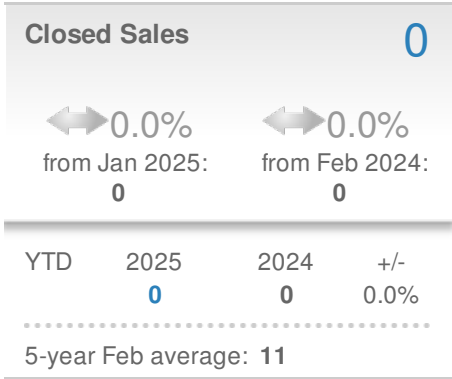 Closed Sales 0
0.0% 0.0%
from Jan 2025: from Feb 2024:
0 0
YTD 2025 2024 +/-
0 0 0.0%
5-year Feb average: 11